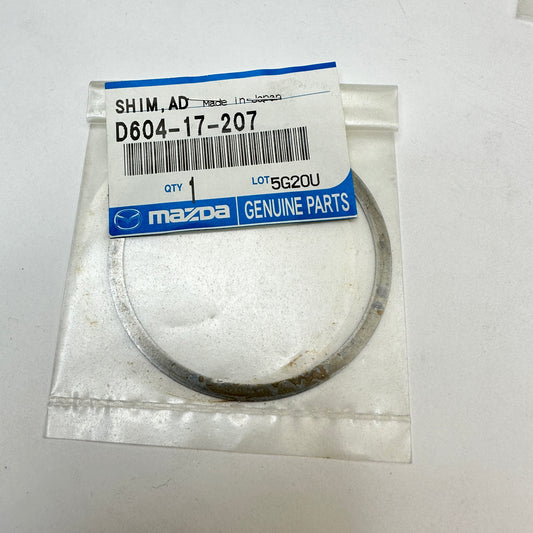 SHIM,AD Made in Japan
D604-17-207
QTY 1 LOT 5G20U
mazda GENUINE PARTS